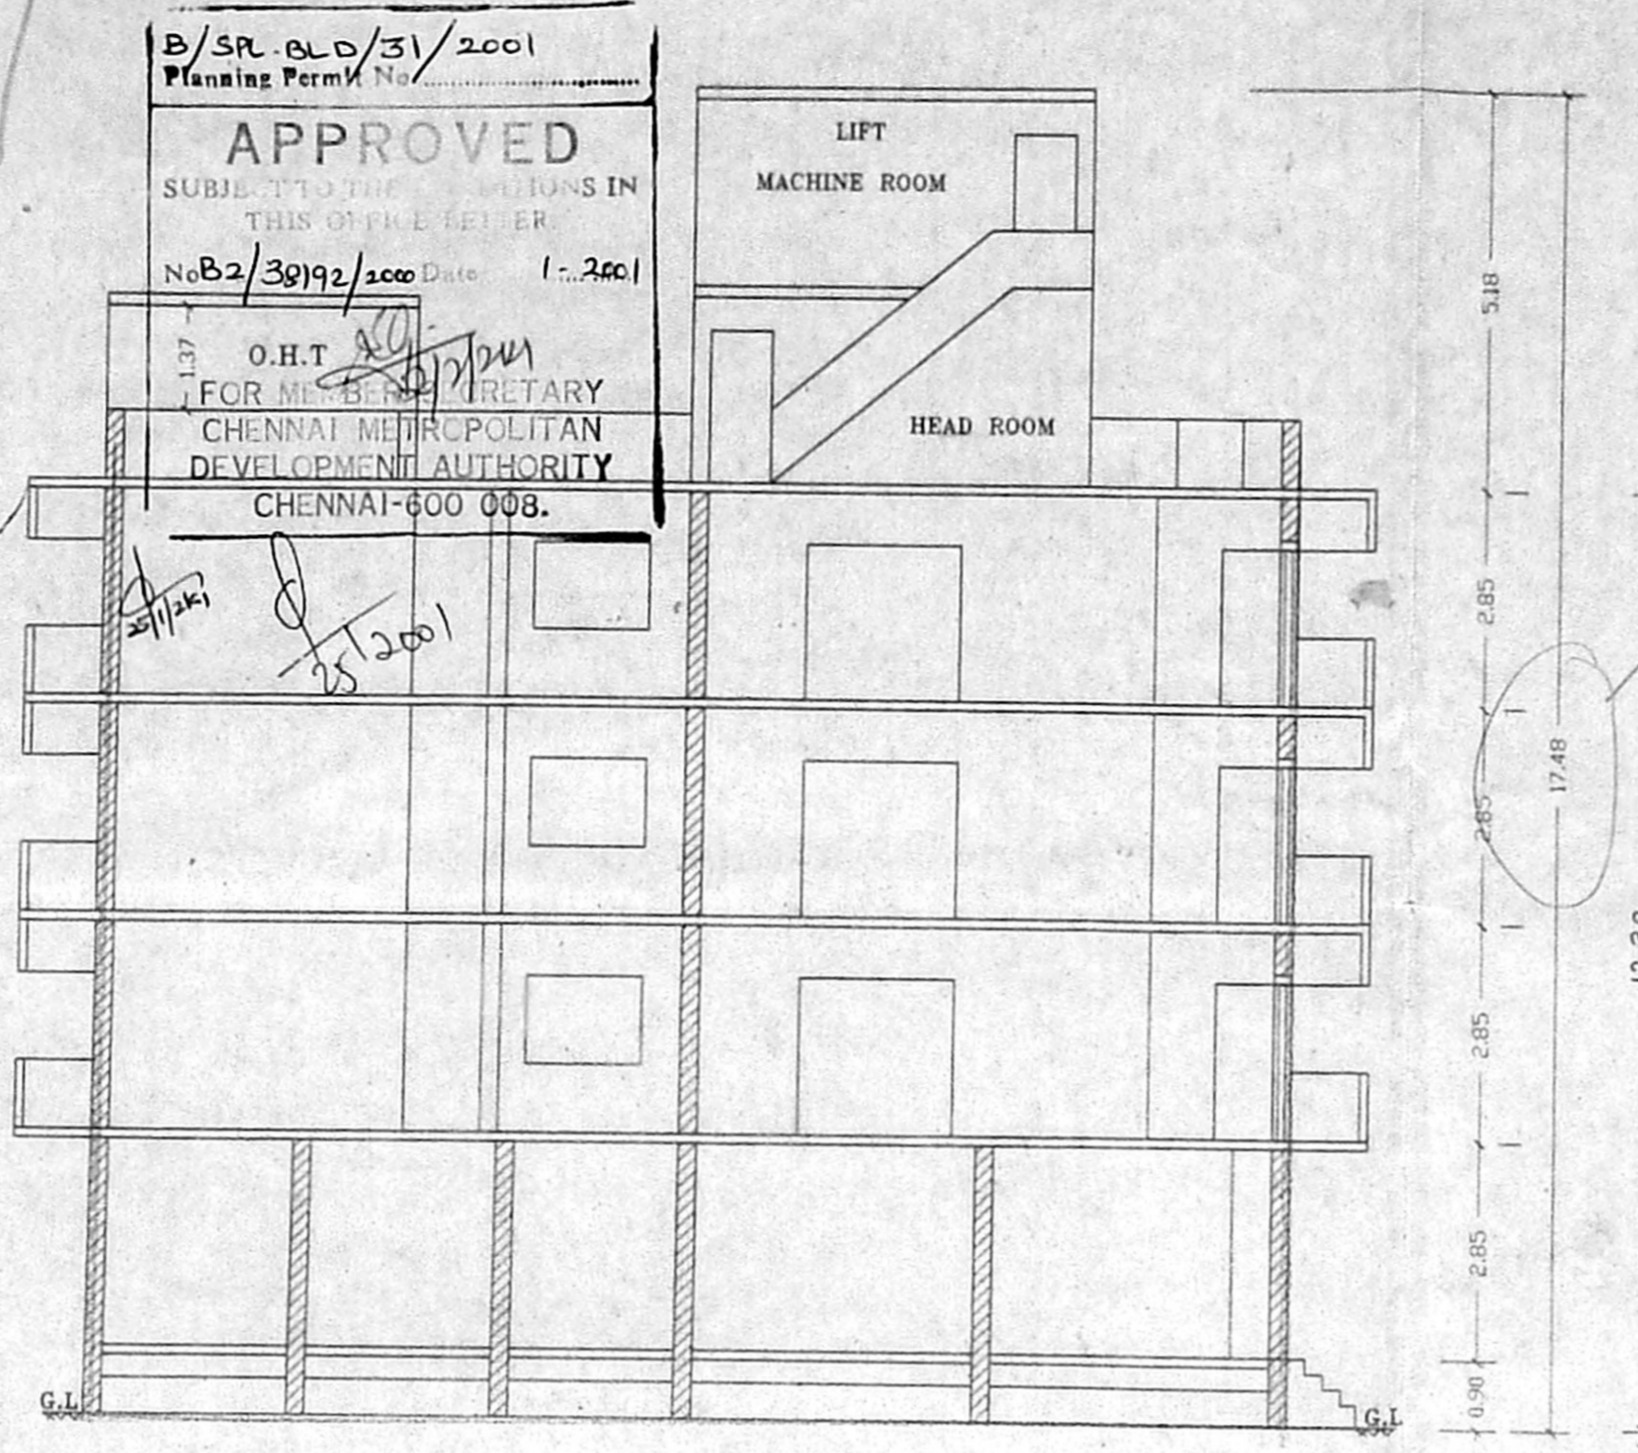 B/SPL.BLD/31/2001
Planning Permit No
APPROVED
SUBJECT TO THE CONDITIONS IN
THIS OFFICE LETTER
No B2/38192/2000 Date 1-2001
LIFT
MACHINE ROOM
1.37
O.H.T
FOR MEMBER SECRETARY
CHENNAI METROPOLITAN
DEVELOPMENT AUTHORITY
CHENNAI-600 008.
HEAD ROOM
25/1/2K1
25/1/2001
5.18
2.85
2.85
2.85
2.85
0.90
17.48
G.L
G.L